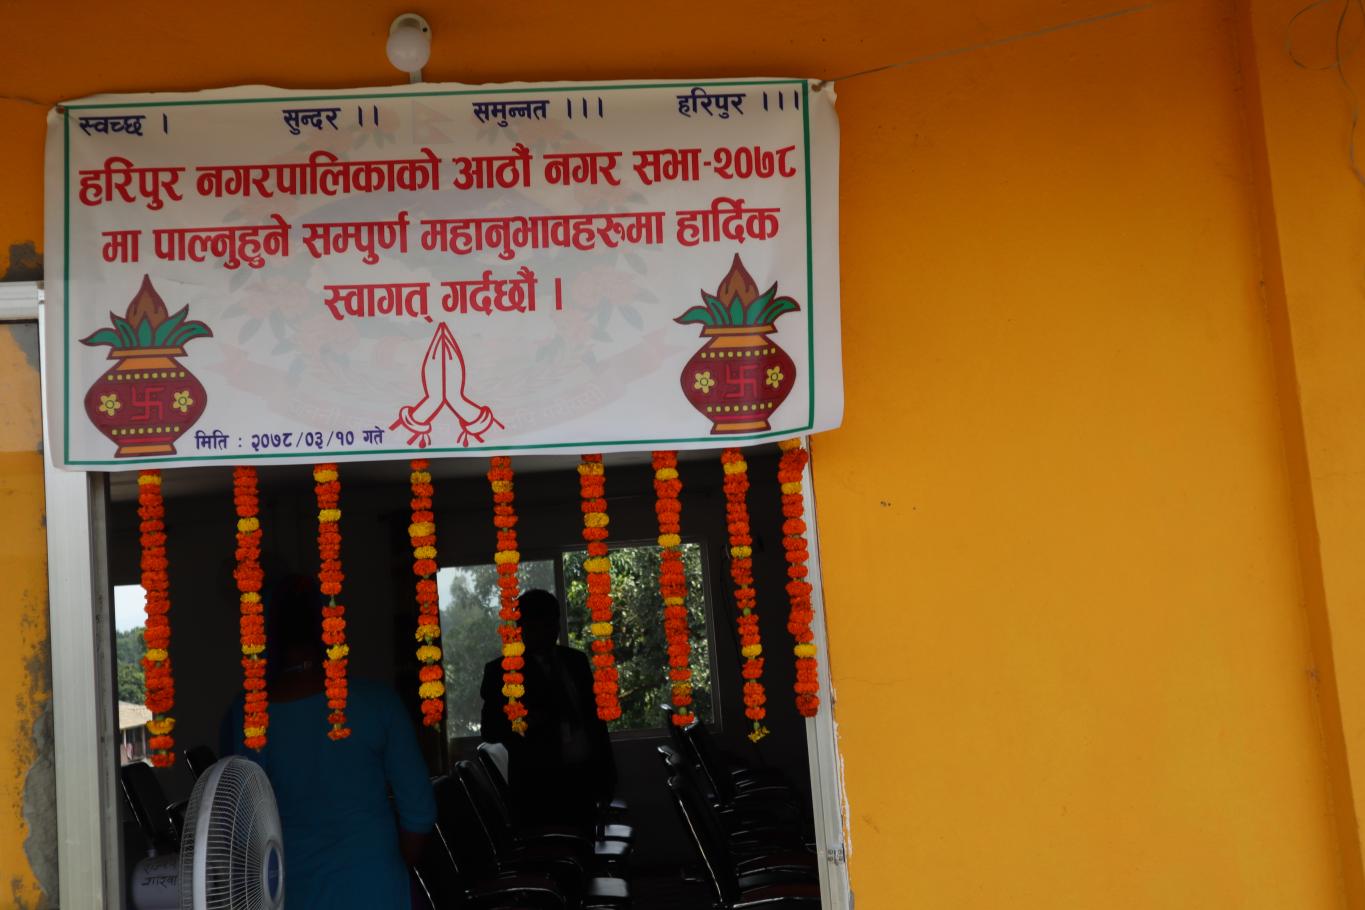 स्वच्छ । सुन्दर ।। समुन्नत ।।। हरिपुर ।।।
हरिपुर नगरपालिकाको आठौं नगर सभा-२०७८
मा पाल्नुहुने सम्पुर्ण महानुभावहरुमा हार्दिक
स्वागत् गर्दछौं ।
मिति : २०७८/०३/१० गते